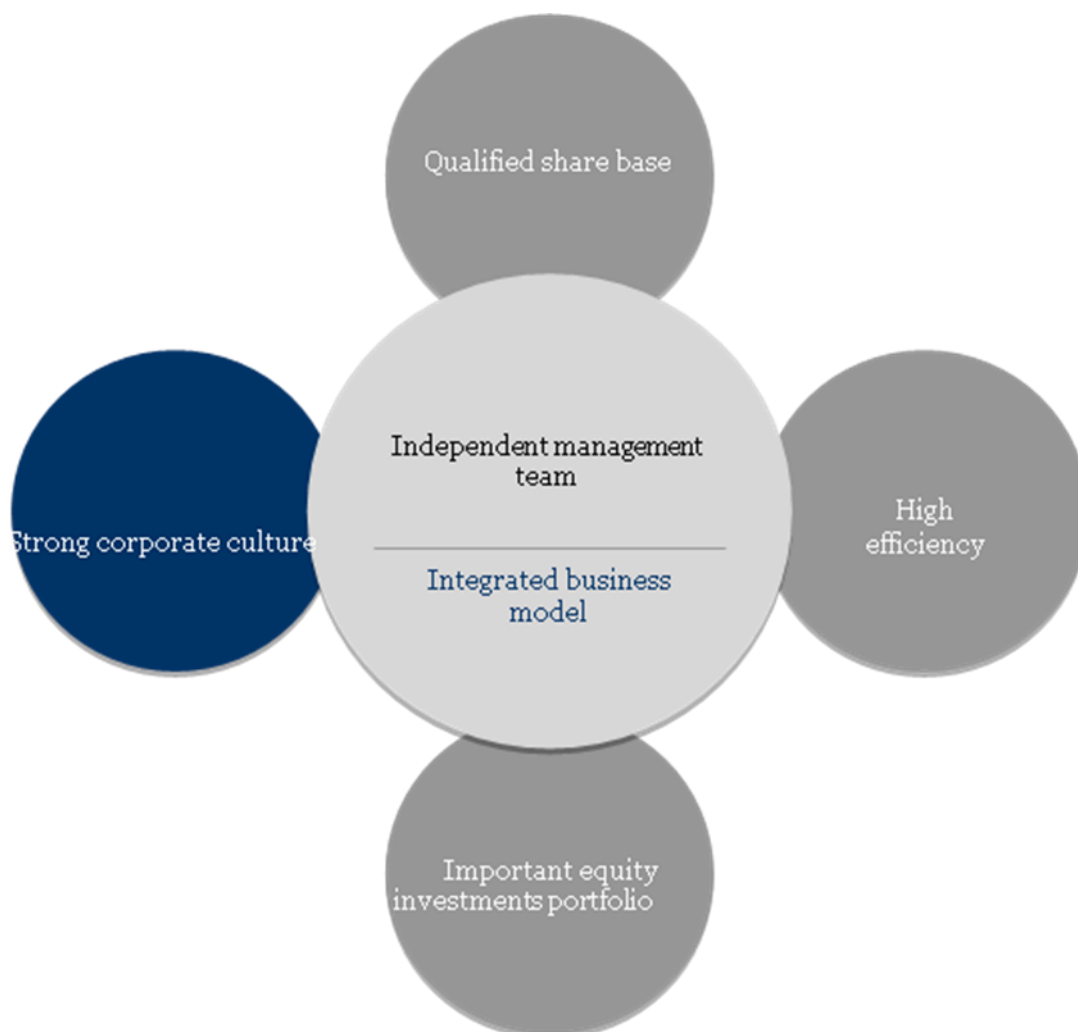 Qualified share base
Independent management
team
Integrated business
model
Strong corporate culture
High
efficiency
Important equity
investments portfolio